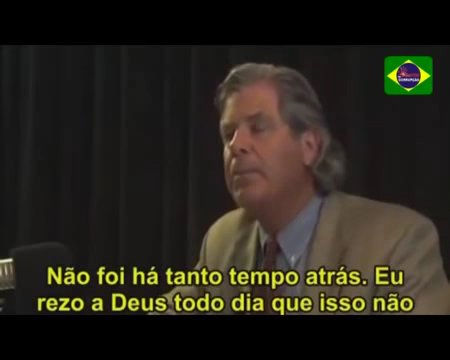 Não foi há tanto tempo atrás. Eu
rezo a Deus todo dia que isso não